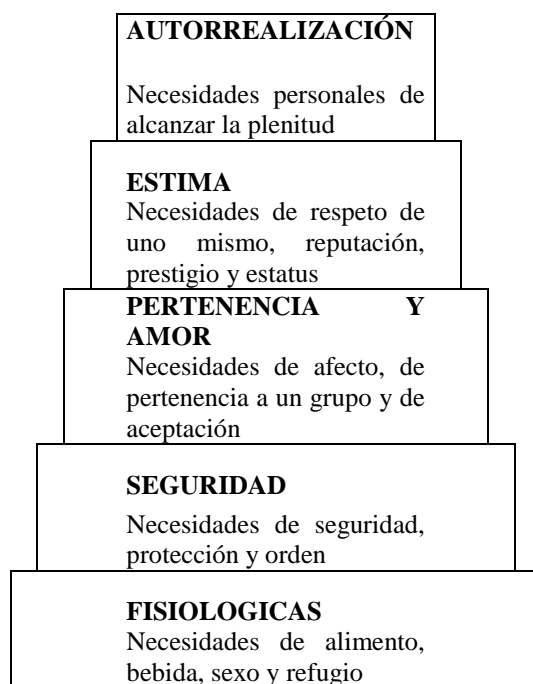 AUTORREALIZACIÓN
Necesidades personales de
alcanzar la plenitud
ESTIMA
Necesidades de respeto de
uno mismo, reputación,
prestigio y estatus
PERTENENCIA Y
AMOR
Necesidades de afecto, de
pertenencia a un grupo y de
aceptación
SEGURIDAD
Necesidades de seguridad,
protección y orden
FISIOLOGICAS
Necesidades de alimento,
bebida, sexo y refugio